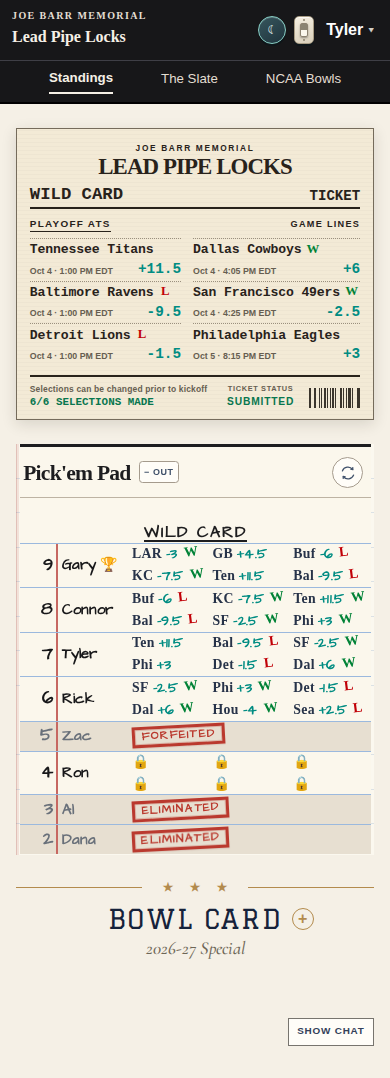 JOE BARR MEMORIAL
Lead Pipe Locks
Tyler
Standings The Slate NCAA Bowls
JOE BARR MEMORIAL
LEAD PIPE LOCKS
WILD CARD TICKET
PLAYOFF ATS GAME LINES
Tennessee Titans
Oct 4 · 1:00 PM EDT +11.5
Dallas Cowboys W
Oct 4 · 4:05 PM EDT +6
Baltimore Ravens L
Oct 4 · 1:00 PM EDT -9.5
San Francisco 49ers W
Oct 4 · 4:25 PM EDT -2.5
Detroit Lions L
Oct 4 · 1:00 PM EDT -1.5
Philadelphia Eagles
Oct 5 · 8:15 PM EDT +3
Selections can be changed prior to kickoff
6/6 SELECTIONS MADE
TICKET STATUS
SUBMITTED
Pick'em Pad − OUT
WILD CARD
9 Gary 🏆 LAR -3 W GB +4.5 Buf -6 L
KC -7.5 W Ten +11.5 Bal -9.5 L
8 Connor Buf -6 L KC -7.5 W Ten +11.5 W
Bal -9.5 L SF -2.5 W Phi +3 W
7 Tyler Ten +11.5 Bal -9.5 L SF -2.5 W
Phi +3 Det -1.5 L Dal +6 W
6 Rick SF -2.5 W Phi +3 W Det -1.5 L
Dal +6 W Hou -4 W Sea +2.5 L
5 Zac FORFEITED
4 Ron 🔒 🔒 🔒
🔒 🔒 🔒
3 Al ELIMINATED
2 Dana ELIMINATED
★ ★ ★
BOWL CARD +
2026-27 Special
SHOW CHAT